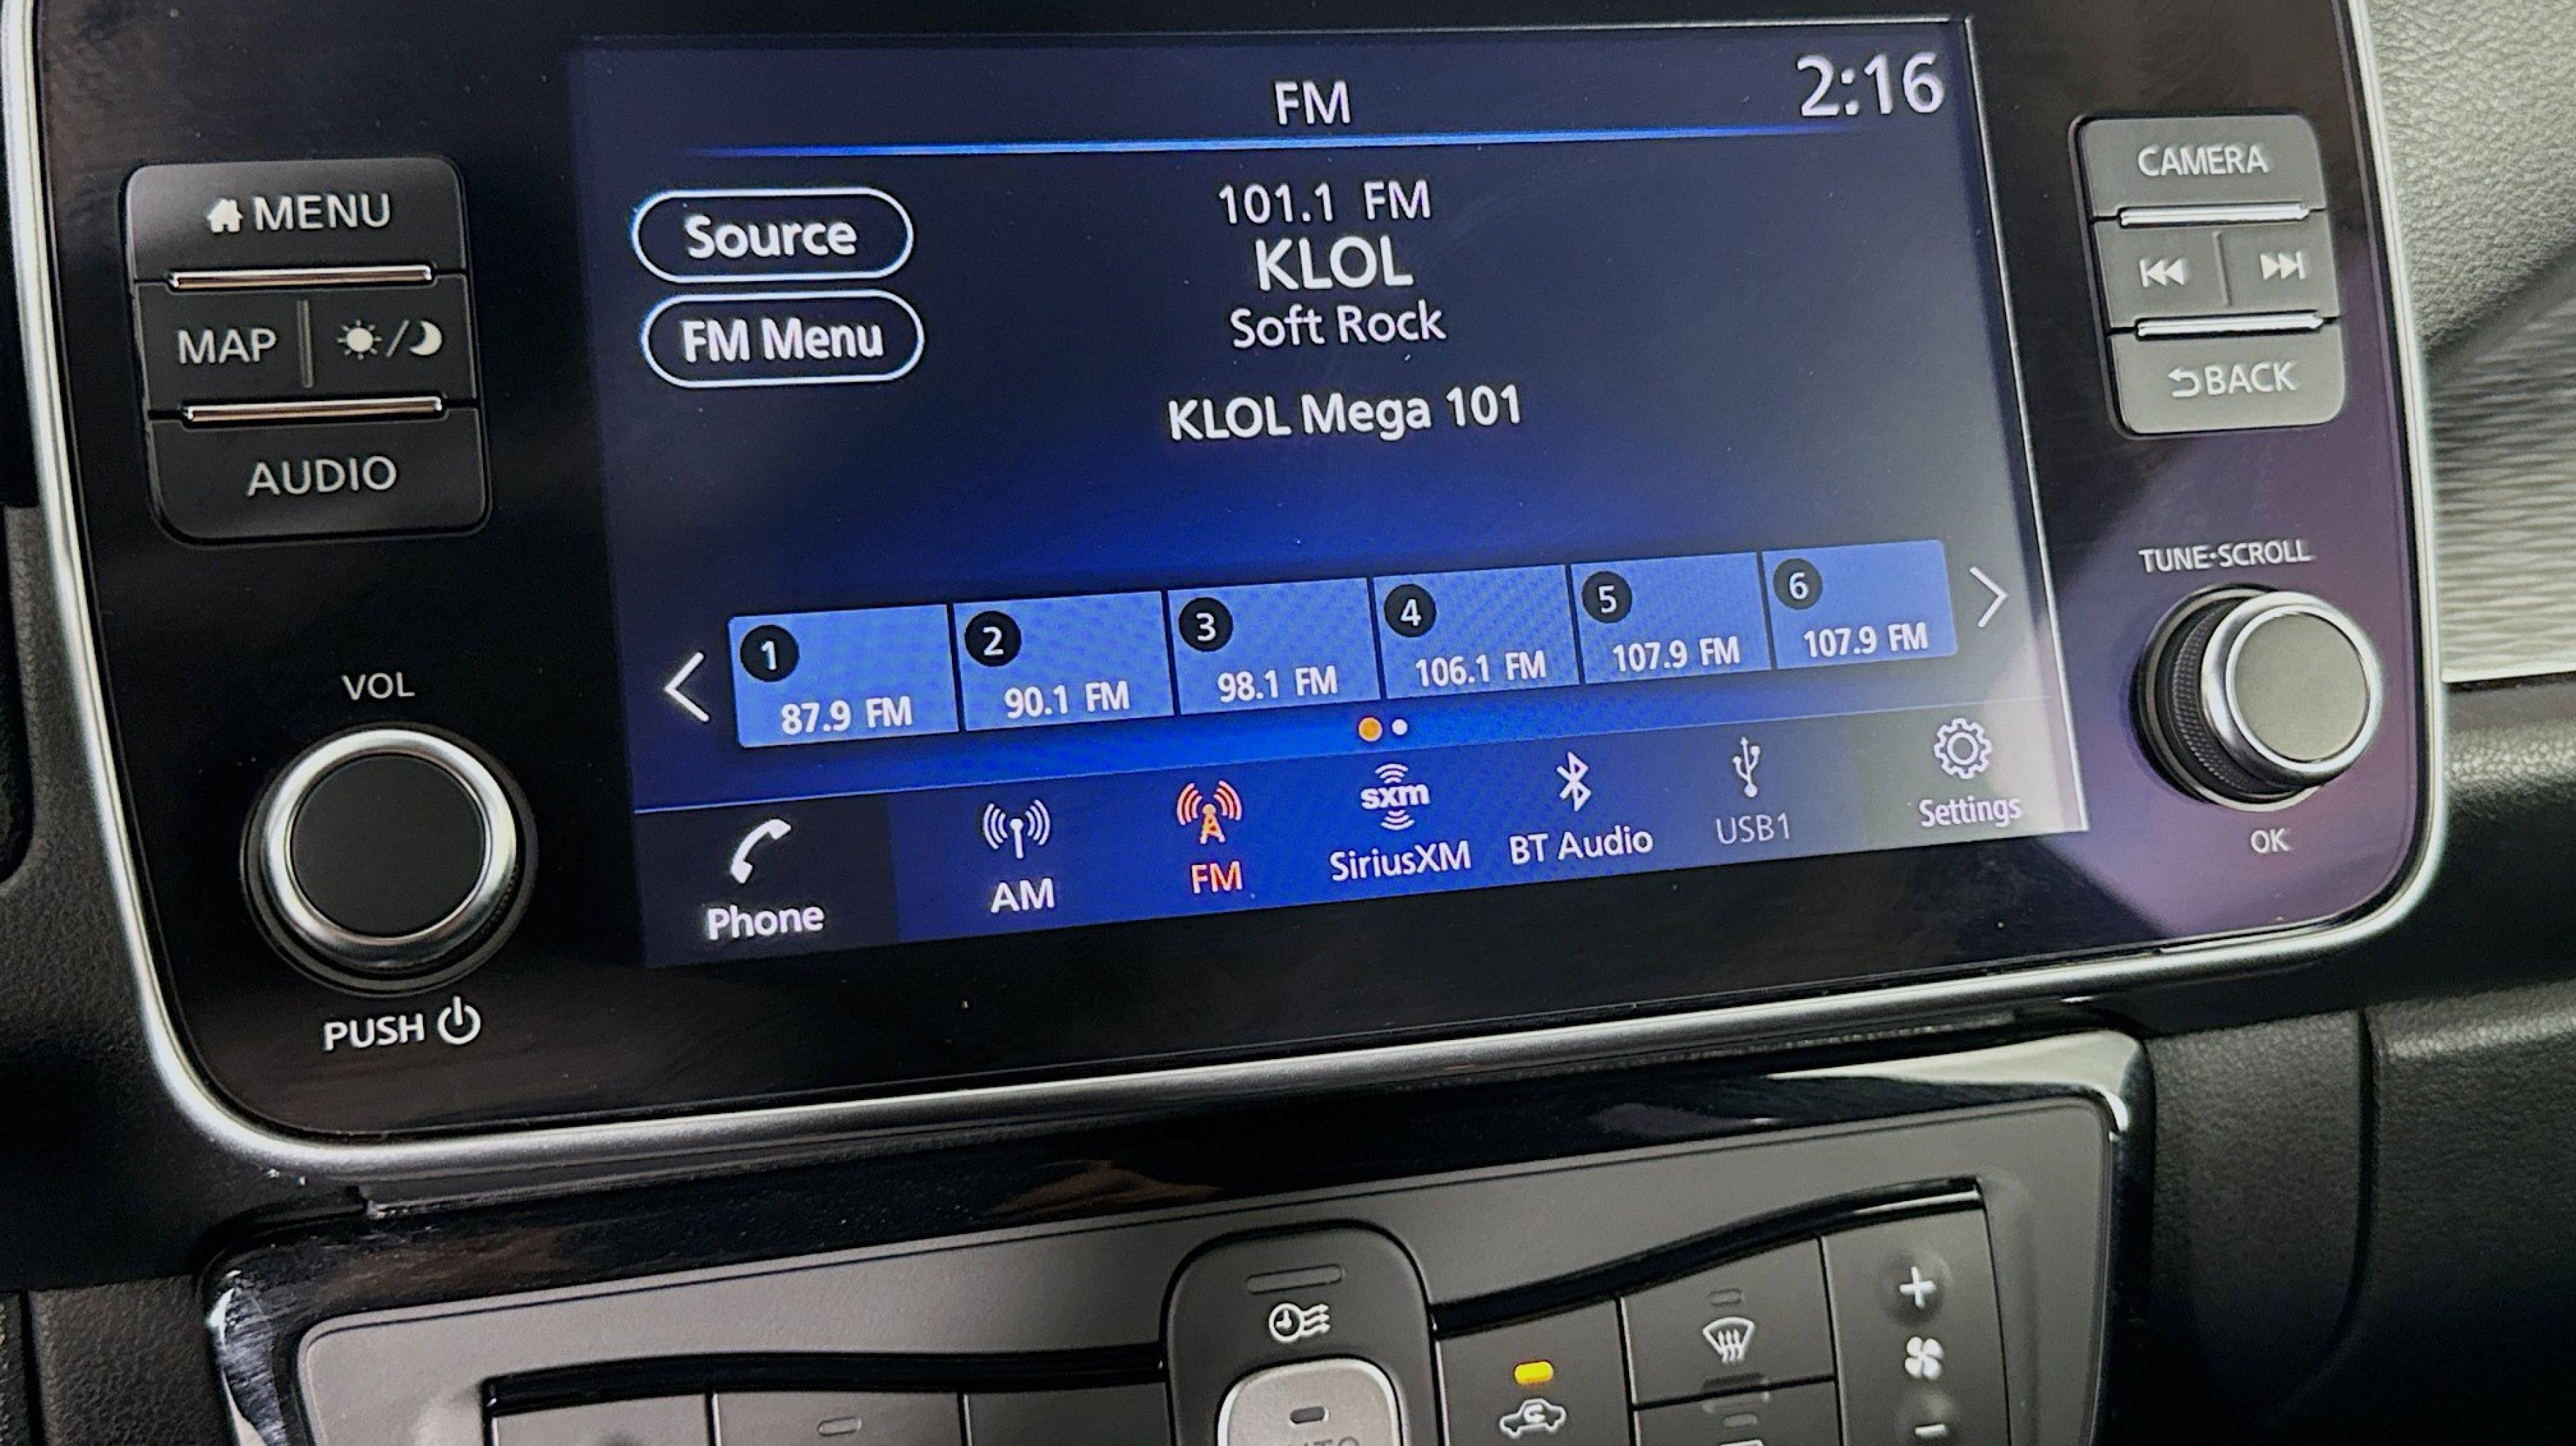 FM
2:16
MENU
MAP
AUDIO
VOL
PUSH
Source
FM Menu
101.1 FM
KLOL
Soft Rock
KLOL Mega 101
1
87.9 FM
2
90.1 FM
3
98.1 FM
4
106.1 FM
5
107.9 FM
6
107.9 FM
Phone
AM
FM
sxm
SiriusXM
BT Audio
USB1
Settings
CAMERA
BACK
TUNE·SCROLL
OK